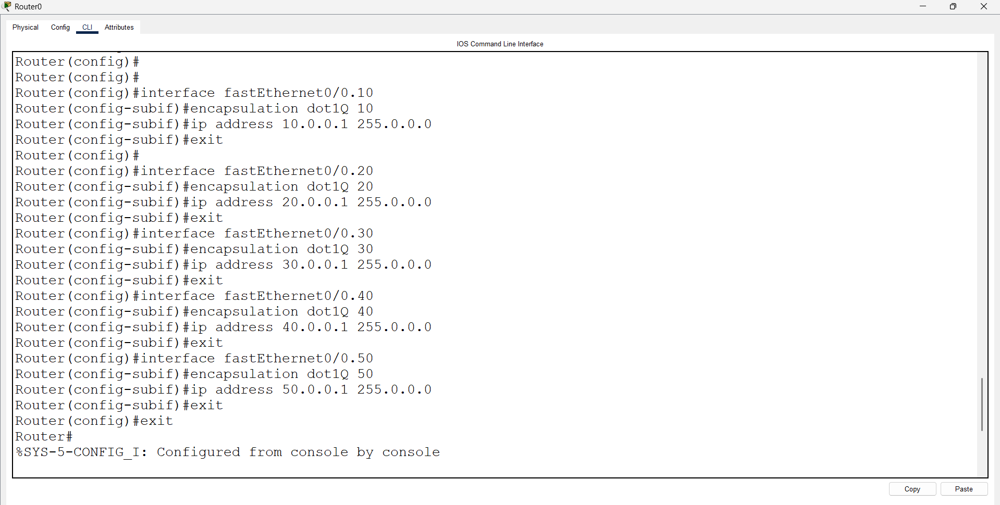 Router0
Physical Config CLI Attributes
IOS Command Line Interface
Router(config)#
Router(config)#
Router(config)#interface fastEthernet0/0.10
Router(config-subif)#encapsulation dot1Q 10
Router(config-subif)#ip address 10.0.0.1 255.0.0.0
Router(config-subif)#exit
Router(config)#
Router(config)#interface fastEthernet0/0.20
Router(config-subif)#encapsulation dot1Q 20
Router(config-subif)#ip address 20.0.0.1 255.0.0.0
Router(config-subif)#exit
Router(config)#interface fastEthernet0/0.30
Router(config-subif)#encapsulation dot1Q 30
Router(config-subif)#ip address 30.0.0.1 255.0.0.0
Router(config-subif)#exit
Router(config)#interface fastEthernet0/0.40
Router(config-subif)#encapsulation dot1Q 40
Router(config-subif)#ip address 40.0.0.1 255.0.0.0
Router(config-subif)#exit
Router(config)#interface fastEthernet0/0.50
Router(config-subif)#encapsulation dot1Q 50
Router(config-subif)#ip address 50.0.0.1 255.0.0.0
Router(config-subif)#exit
Router(config)#exit
Router#
%SYS-5-CONFIG_I: Configured from console by console
Copy Paste